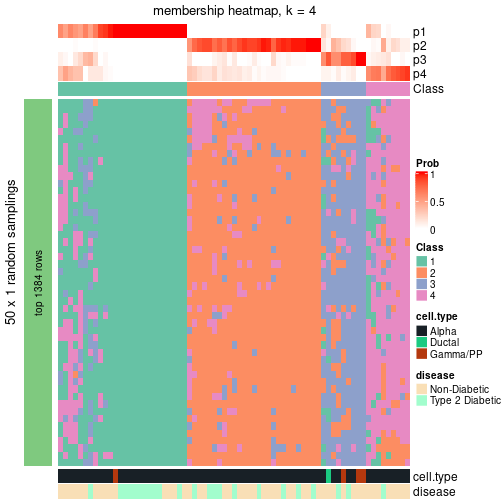 membership heatmap, k = 4
p1
p2
p3
p4
Class
50 x 1 random samplings
top 1384 rows
Prob
1
0.5
0
Class
1
2
3
4
cell.type
Alpha
Ductal
Gamma/PP
disease
Non-Diabetic
Type 2 Diabetic
cell.type
disease